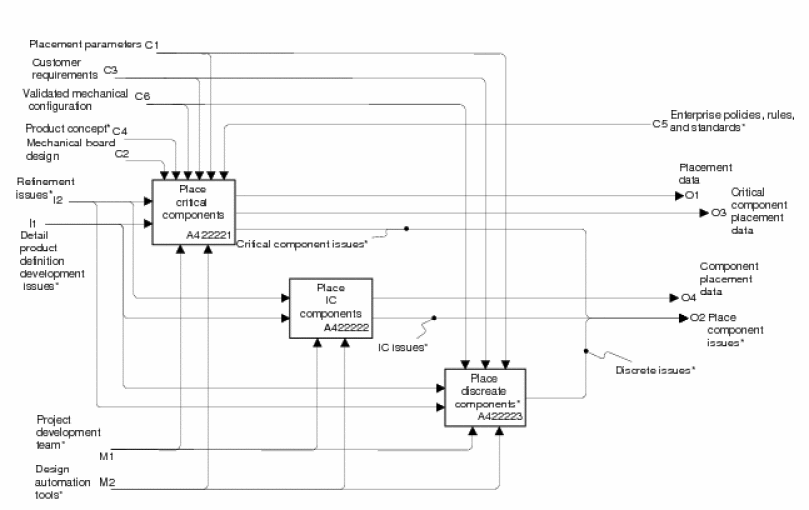 Placement parameters C1
Customer
requirements C3
Validated mechanical
configuration C6
Product concept* C4
Mechanical board
design C2
C5 Enterprise policies, rules,
and standards*
Refinement
issues* I2
I1
Detail
product
definition
development
issues*
Place
critical
components
A422221
Placement
data
O1
O3 Critical
component
placement
data
Critical component issues*
Place
IC
components
A422222
Component
placement
data
O4
O2 Place
component
issues*
IC issues*
Discrete issues*
Place
discreate
components*
A422223
Project
development
team*
M1
Design
automation
tools*
M2